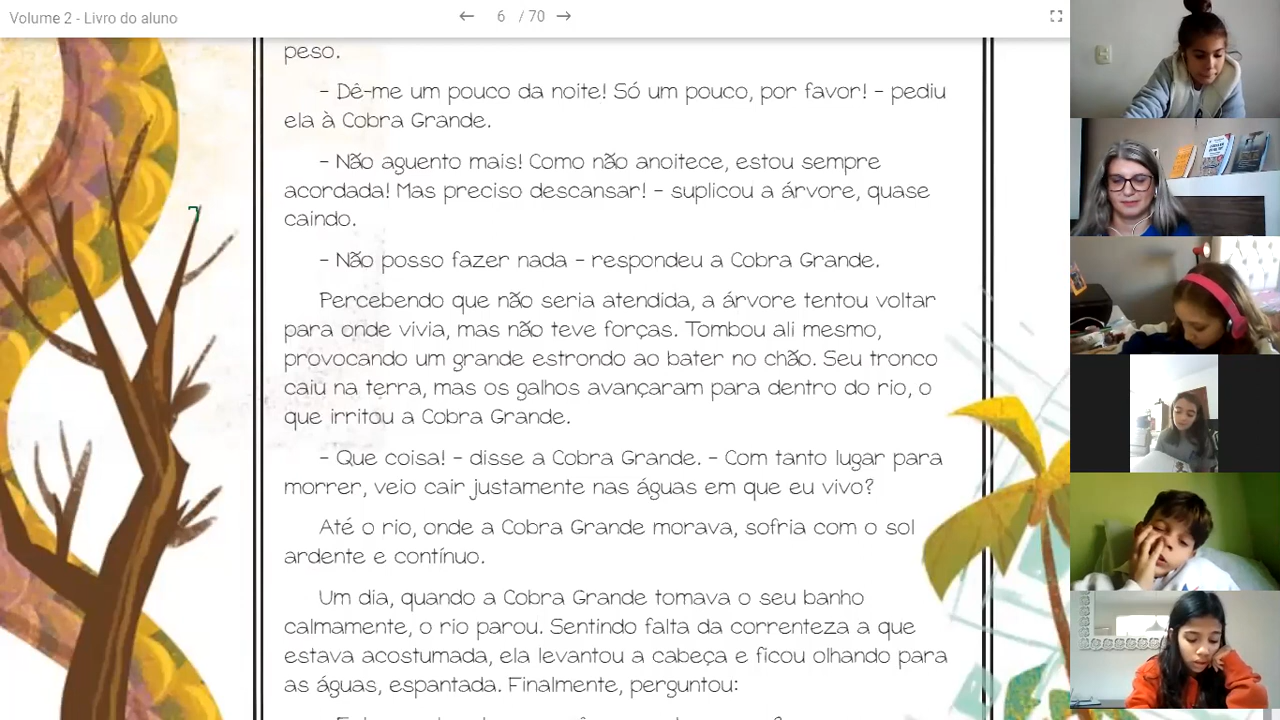 Volume 2 - Livro do aluno
6 / 70
peso.
- Dê-me um pouco da noite! Só um pouco, por favor! - pediu
ela à Cobra Grande.
- Não aguento mais! Como não anoitece, estou sempre
acordada! Mas preciso descansar! - suplicou a árvore, quase
caindo.
- Não posso fazer nada - respondeu a Cobra Grande.
Percebendo que não seria atendida, a árvore tentou voltar
para onde vivia, mas não teve forças. Tombou ali mesmo,
provocando um grande estrondo ao bater no chão. Seu tronco
caiu na terra, mas os galhos avançaram para dentro do rio, o
que irritou a Cobra Grande.
- Que coisa! - disse a Cobra Grande. - Com tanto lugar para
morrer, veio cair justamente nas águas em que eu vivo?
Até o rio, onde a Cobra Grande morava, sofria com o sol
ardente e contínuo.
Um dia, quando a Cobra Grande tomava o seu banho
calmamente, o rio parou. Sentindo falta da correnteza a que
estava acostumada, ela levantou a cabeça e ficou olhando para
as águas, espantada. Finalmente, perguntou: